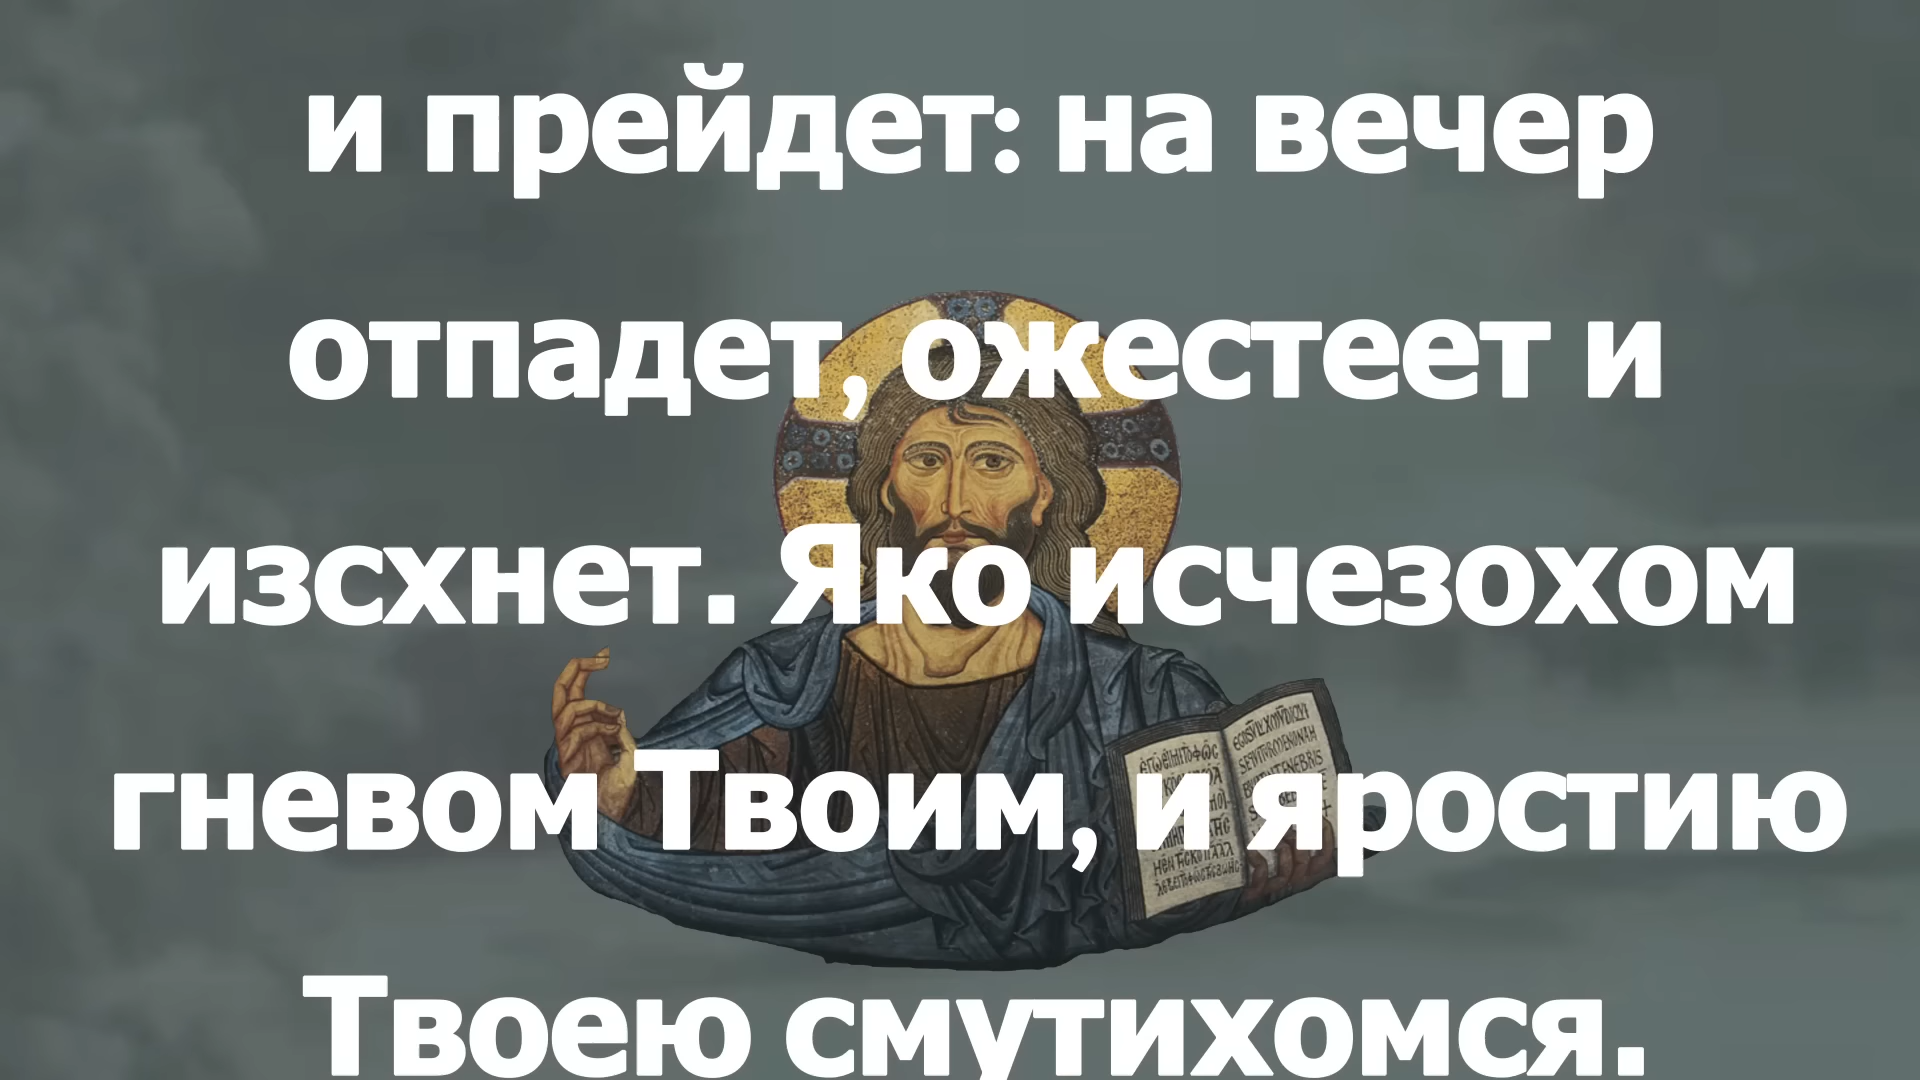 и прейдет: на вечер
отпадет, ожестеет и
изсхнет. Яко исчезохом
гневом Твоим, и яростию
Твоею смутихомся.